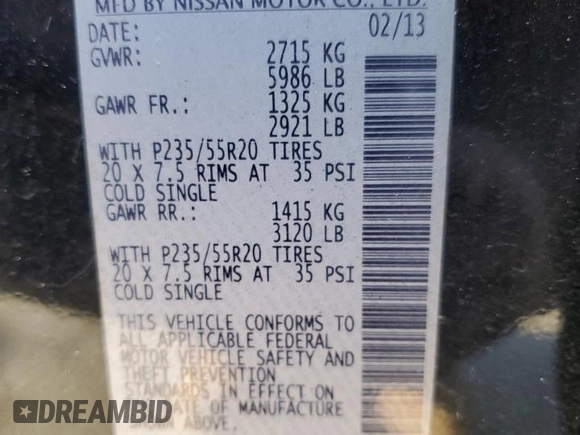 MFD BY NISSAN MOTOR CO., LTD.
DATE: 02/13
GVWR: 2715 KG
5986 LB
GAWR FR.: 1325 KG
2921 LB
WITH P235/55R20 TIRES
20 X 7.5 RIMS AT 35 PSI
COLD SINGLE
GAWR RR.: 1415 KG
3120 LB
WITH P235/55R20 TIRES
20 X 7.5 RIMS AT 35 PSI
COLD SINGLE
THIS VEHICLE CONFORMS TO
ALL APPLICABLE FEDERAL
MOTOR VEHICLE SAFETY AND
THEFT PREVENTION
STANDARDS IN EFFECT ON
DATE OF MANUFACTURE
SHOWN ABOVE.
DREAMBID